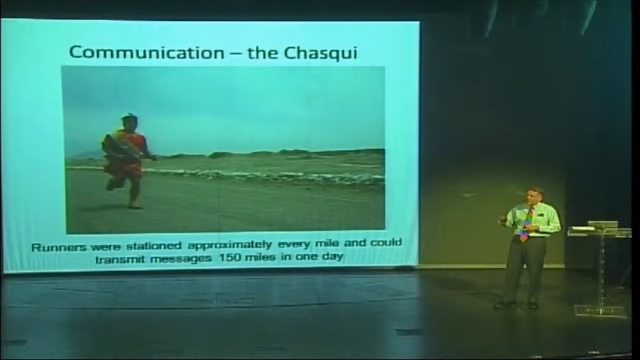 Communication – the Chasqui
Runners were stationed approximately every mile and could
transmit messages 150 miles in one day